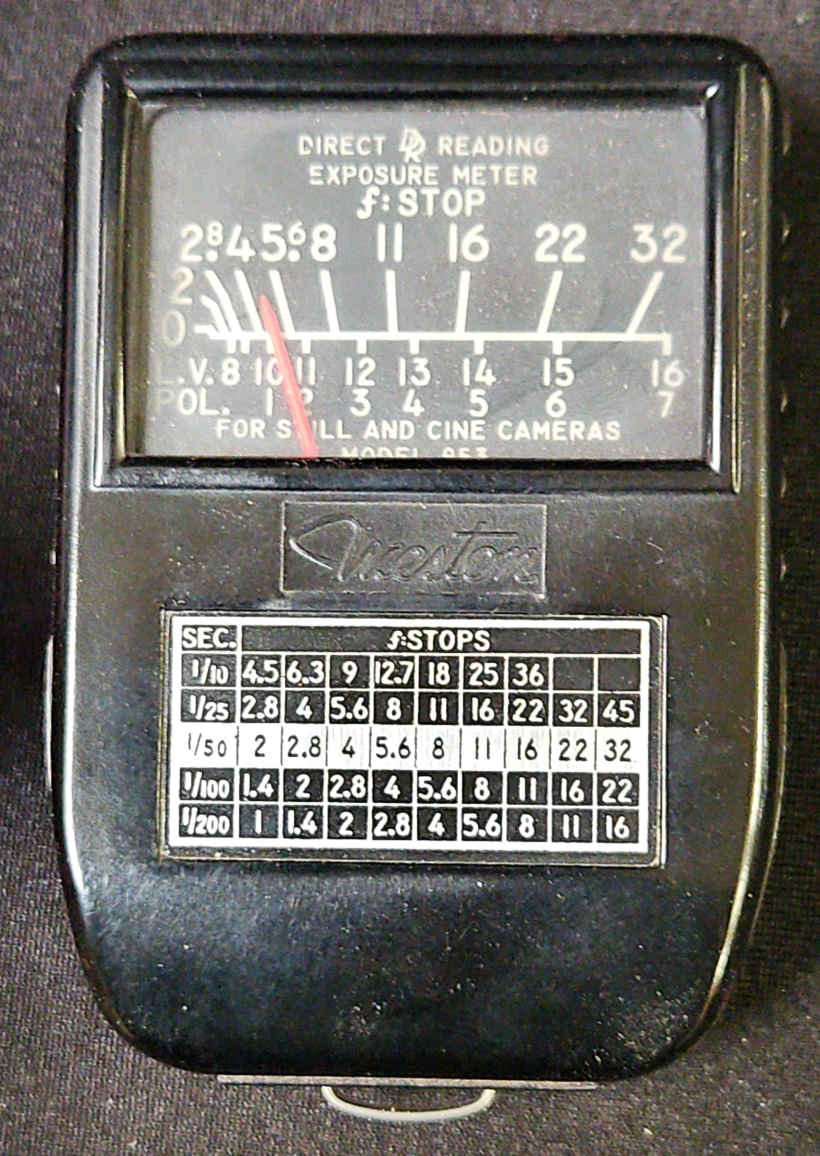 DIRECT DR READING
EXPOSURE METER
f: STOP
2.8 4 5.6 8 11 16 22 32
2
0
L.V. 8 10 11 12 13 14 15 16
POL. 1 2 3 4 5 6 7
FOR STILL AND CINE CAMERAS
MODEL 853
Weston
SEC. f:STOPS
1/10 4.5 6.3 9 12.7 18 25 36
1/25 2.8 4 5.6 8 11 16 22 32 45
1/50 2 2.8 4 5.6 8 11 16 22 32
1/100 1.4 2 2.8 4 5.6 8 11 16 22
1/200 1 1.4 2 2.8 4 5.6 8 11 16